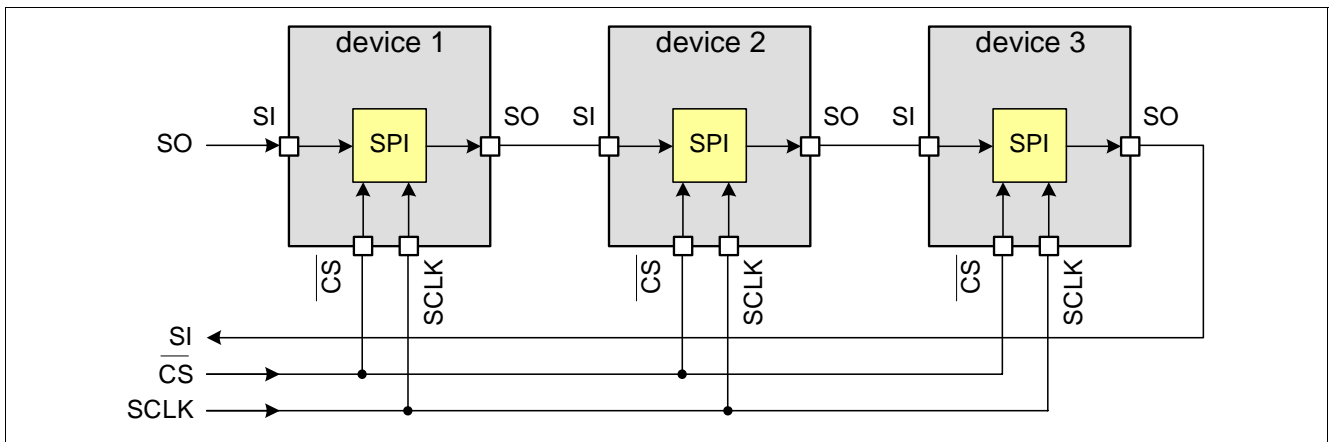 device 1 device 2 device 3
SI SO SI SO SI SO
SO SPI SPI SPI
CS SCLK CS SCLK CS SCLK
SI
CS
SCLK